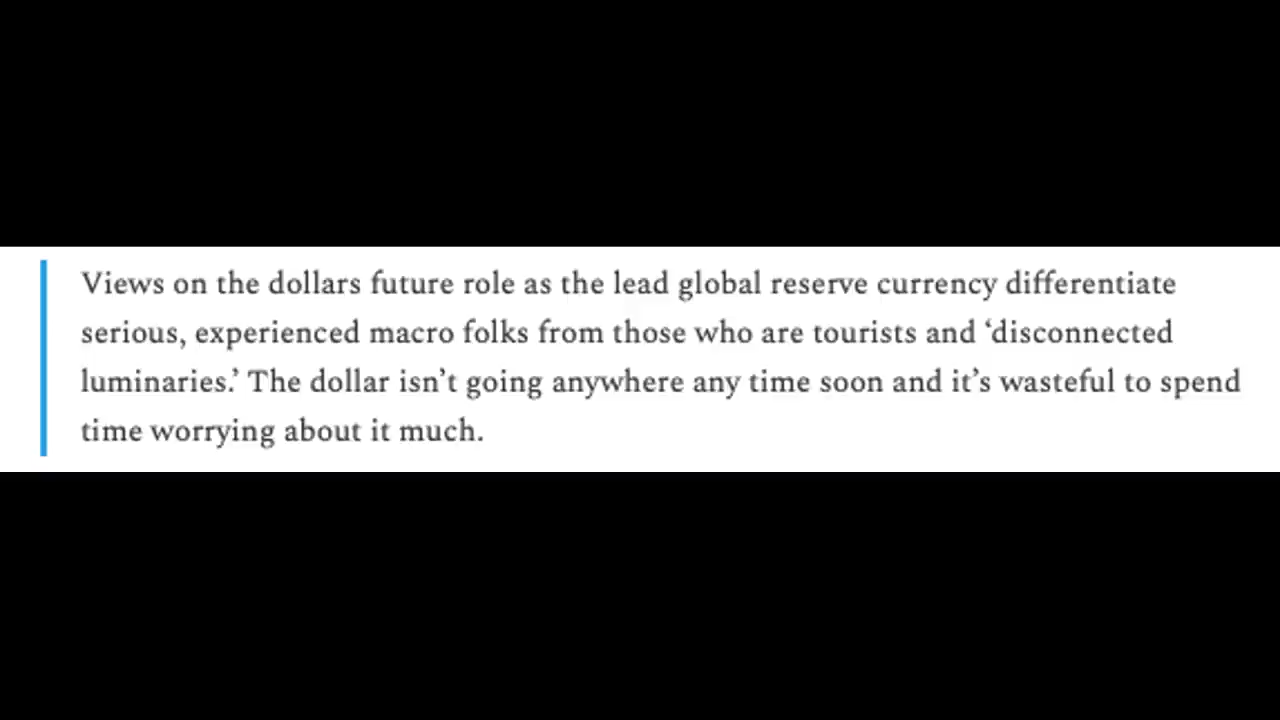 Views on the dollars future role as the lead global reserve currency differentiate
serious, experienced macro folks from those who are tourists and ‘disconnected
luminaries.’ The dollar isn’t going anywhere any time soon and it’s wasteful to spend
time worrying about it much.